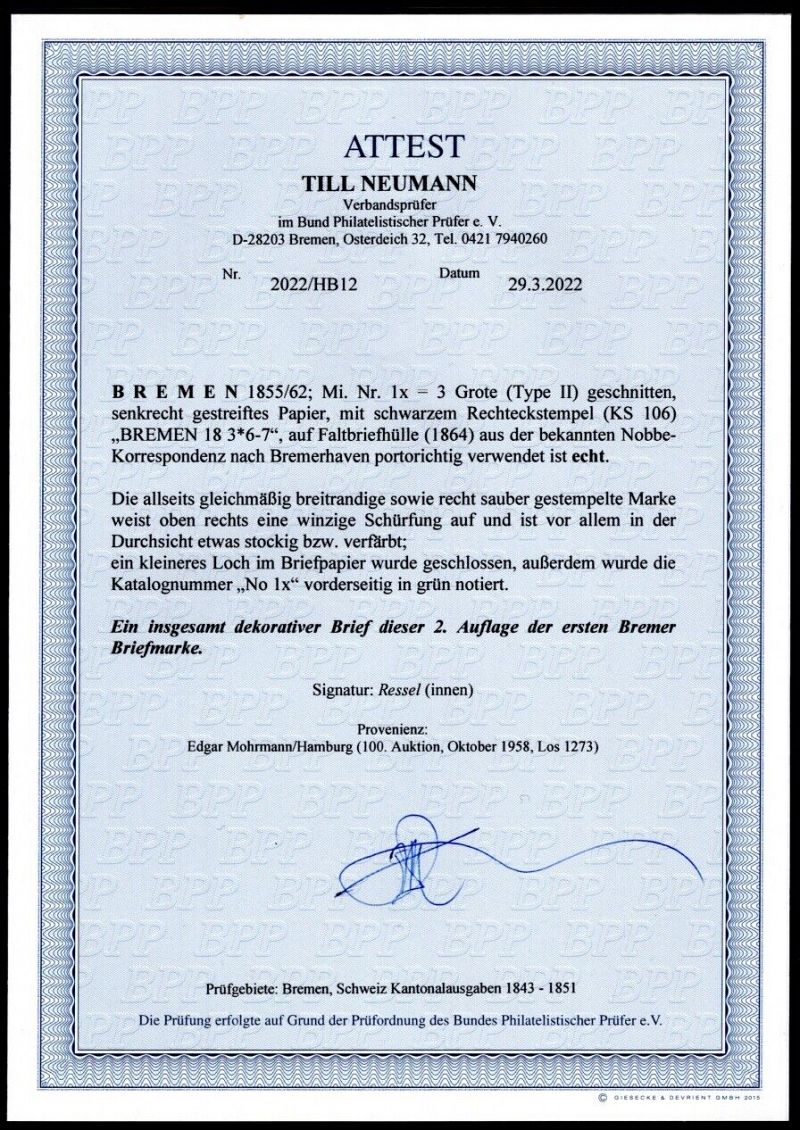 ATTEST
TILL NEUMANN
Verbandsprüfer
im Bund Philatelistischer Prüfer e. V.
D-28203 Bremen, Osterdeich 32, Tel. 0421 7940260
Nr. 2022/HB12 Datum 29.3.2022
B R E M E N 1855/62; Mi. Nr. 1x = 3 Grote (Type II) geschnitten,
senkrecht gestreiftes Papier, mit schwarzem Rechteckstempel (KS 106)
„BREMEN 18 3*6-7“, auf Faltbriefhülle (1864) aus der bekannten Nobbe-
Korrespondenz nach Bremerhaven portorichtig verwendet ist echt.
Die allseits gleichmäßig breitrandige sowie recht sauber gestempelte Marke
weist oben rechts eine winzige Schürfung auf und ist vor allem in der
Durchsicht etwas stockig bzw. verfärbt;
ein kleineres Loch im Briefpapier wurde geschlossen, außerdem wurde die
Katalognummer „No 1x“ vorderseitig in grün notiert.
Ein insgesamt dekorativer Brief dieser 2. Auflage der ersten Bremer
Briefmarke.
Signatur: Ressel (innen)
Provenienz:
Edgar Mohrmann/Hamburg (100. Auktion, Oktober 1958, Los 1273)
Prüfgebiete: Bremen, Schweiz Kantonalausgaben 1843 - 1851
Die Prüfung erfolgte auf Grund der Prüfordnung des Bundes Philatelistischer Prüfer e.V.
© GIESECKE & DEVRIENT GMBH 2015